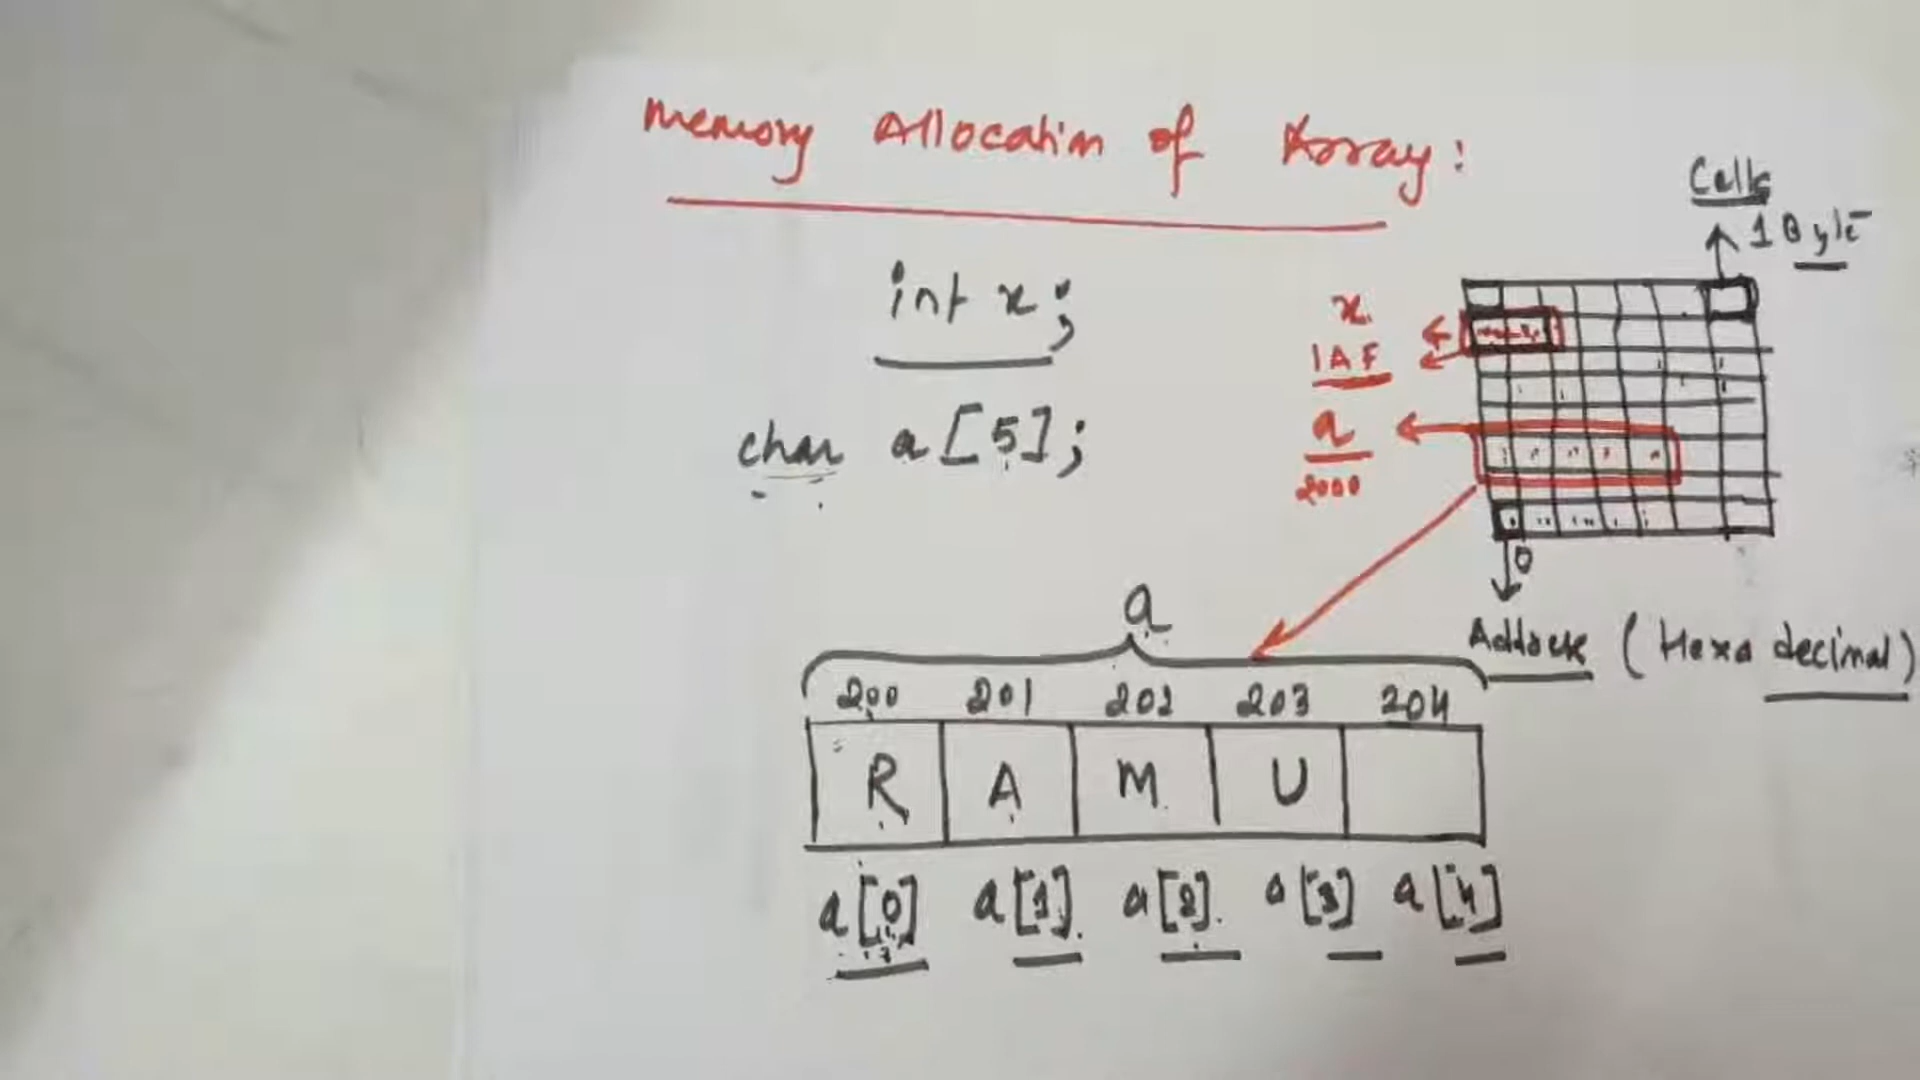 Memory Allocation of Array:
Cells
1 Byte
int x;
x
1AF
char a[5];
a
2000
0
Address (Hexa decimal)
a
200 201 202 203 204
R A M U
a[0] a[1] a[2] a[3] a[4]